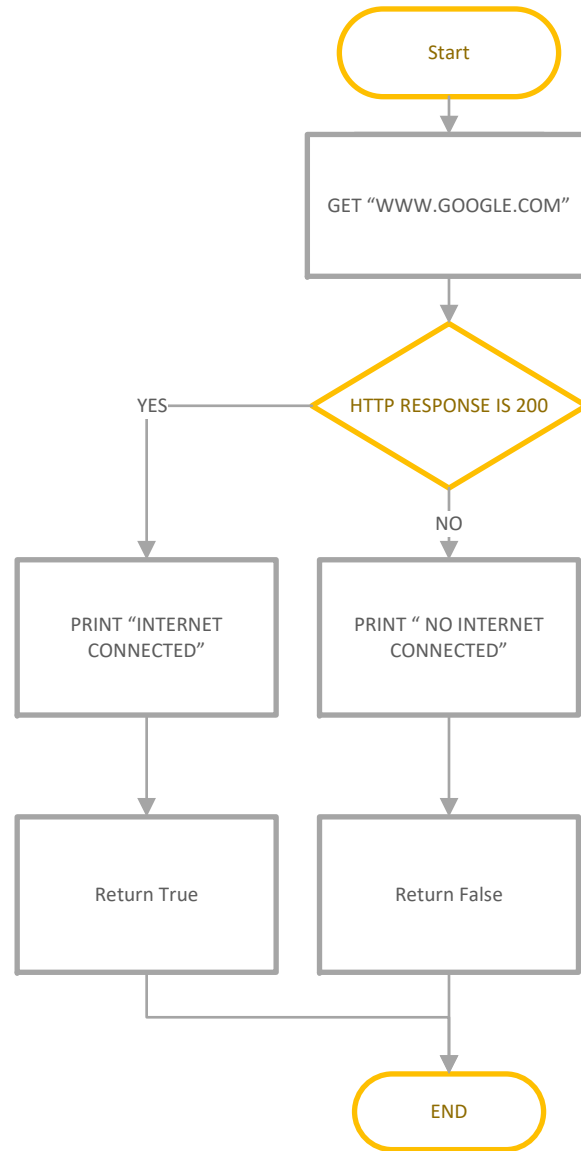 Start
GET “WWW.GOOGLE.COM”
HTTP RESPONSE IS 200
YES
NO
PRINT “INTERNET
CONNECTED”
PRINT “ NO INTERNET
CONNECTED”
Return True
Return False
END